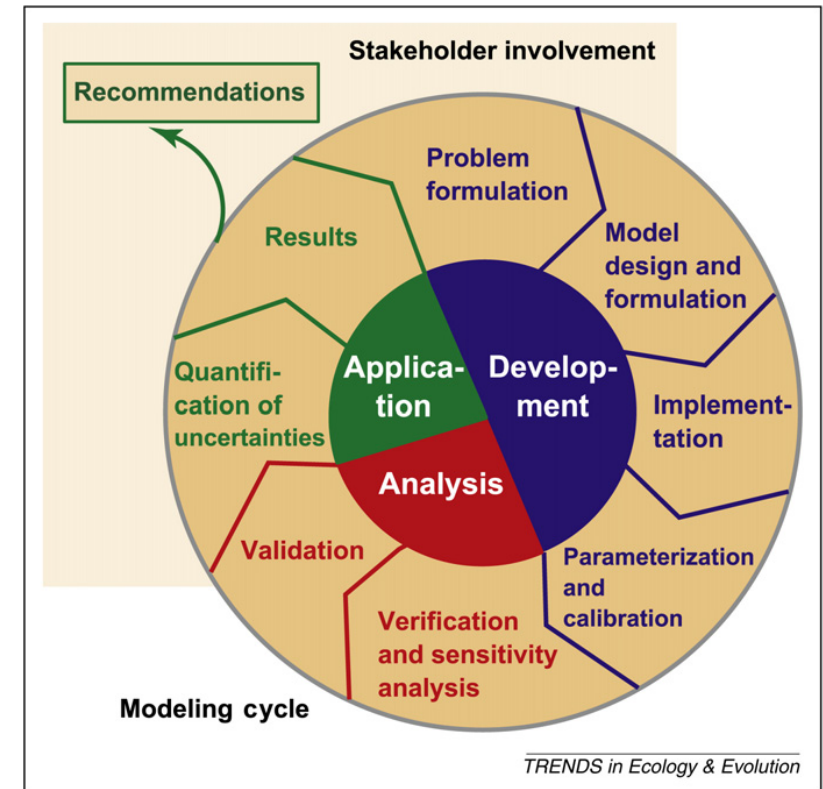 Stakeholder involvement
Recommendations
Problem
formulation
Model
design and
formulation
Implement-
tation
Parameterization
and
calibration
Verification
and sensitivity
analysis
Validation
Quantifi-
cation of
uncertainties
Results
Applica-
tion
Develop-
ment
Analysis
Modeling cycle
TRENDS in Ecology & Evolution